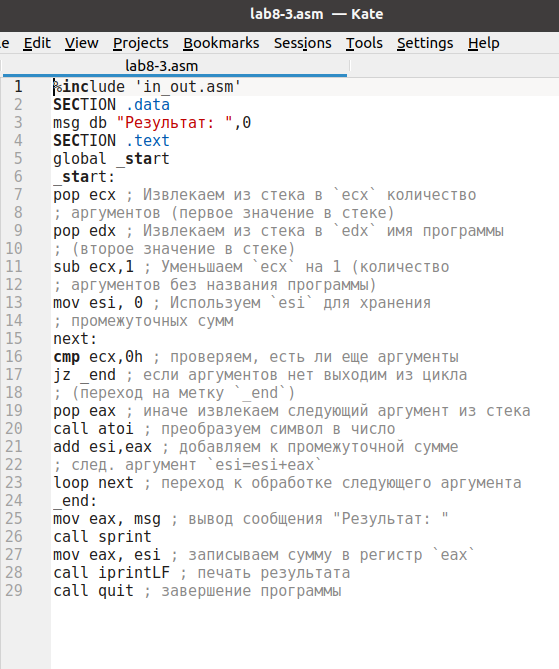 lab8-3.asm — Kate
e Edit View Projects Bookmarks Sessions Tools Settings Help
lab8-3.asm
1 %include 'in_out.asm'
2 SECTION .data
3 msg db "Результат: ",0
4 SECTION .text
5 global _start
6 _start:
7 pop ecx ; Извлекаем из стека в `ecx` количество
8 ; аргументов (первое значение в стеке)
9 pop edx ; Извлекаем из стека в `edx` имя программы
10 ; (второе значение в стеке)
11 sub ecx,1 ; Уменьшаем `ecx` на 1 (количество
12 ; аргументов без названия программы)
13 mov esi, 0 ; Используем `esi` для хранения
14 ; промежуточных сумм
15 next:
16 cmp ecx,0h ; проверяем, есть ли еще аргументы
17 jz _end ; если аргументов нет выходим из цикла
18 ; (переход на метку `_end`)
19 pop eax ; иначе извлекаем следующий аргумент из стека
20 call atoi ; преобразуем символ в число
21 add esi,eax ; добавляем к промежуточной сумме
22 ; след. аргумент `esi=esi+eax`
23 loop next ; переход к обработке следующего аргумента
24 _end:
25 mov eax, msg ; вывод сообщения "Результат: "
26 call sprint
27 mov eax, esi ; записываем сумму в регистр `eax`
28 call iprintLF ; печать результата
29 call quit ; завершение программы